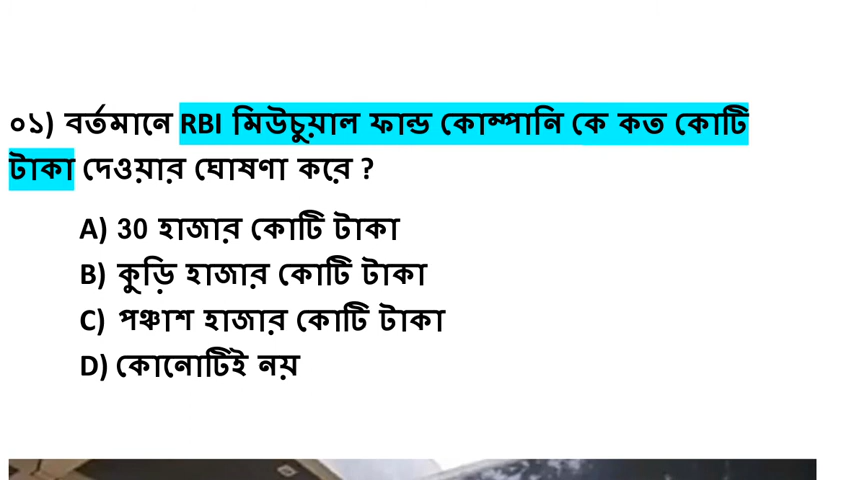 ০১) বর্তমানে RBI মিউচুয়াল ফান্ড কোম্পানি কে কত কোটি
টাকা দেওয়ার ঘোষণা করে ?
A) 30 হাজার কোটি টাকা
B) কুড়ি হাজার কোটি টাকা
C) পঞ্চাশ হাজার কোটি টাকা
D) কোনোটিই নয়